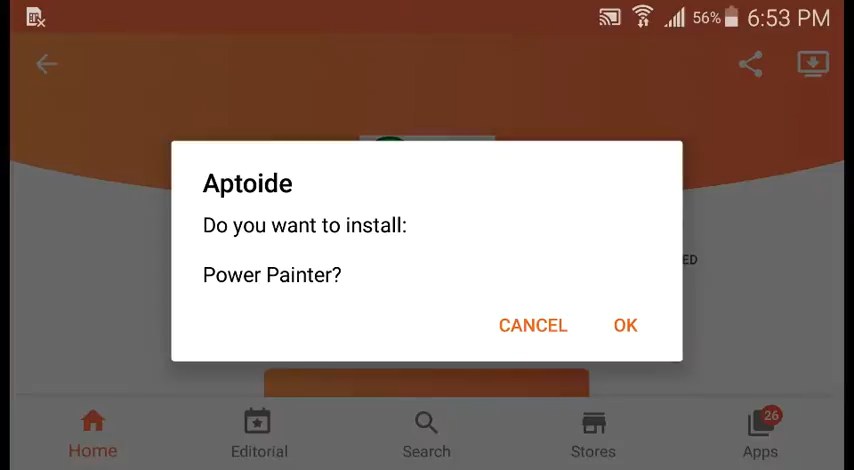 56% 6:53 PM
Aptoide
Do you want to install:
Power Painter?
ED
CANCEL OK
26
Home Editorial Search Stores Apps